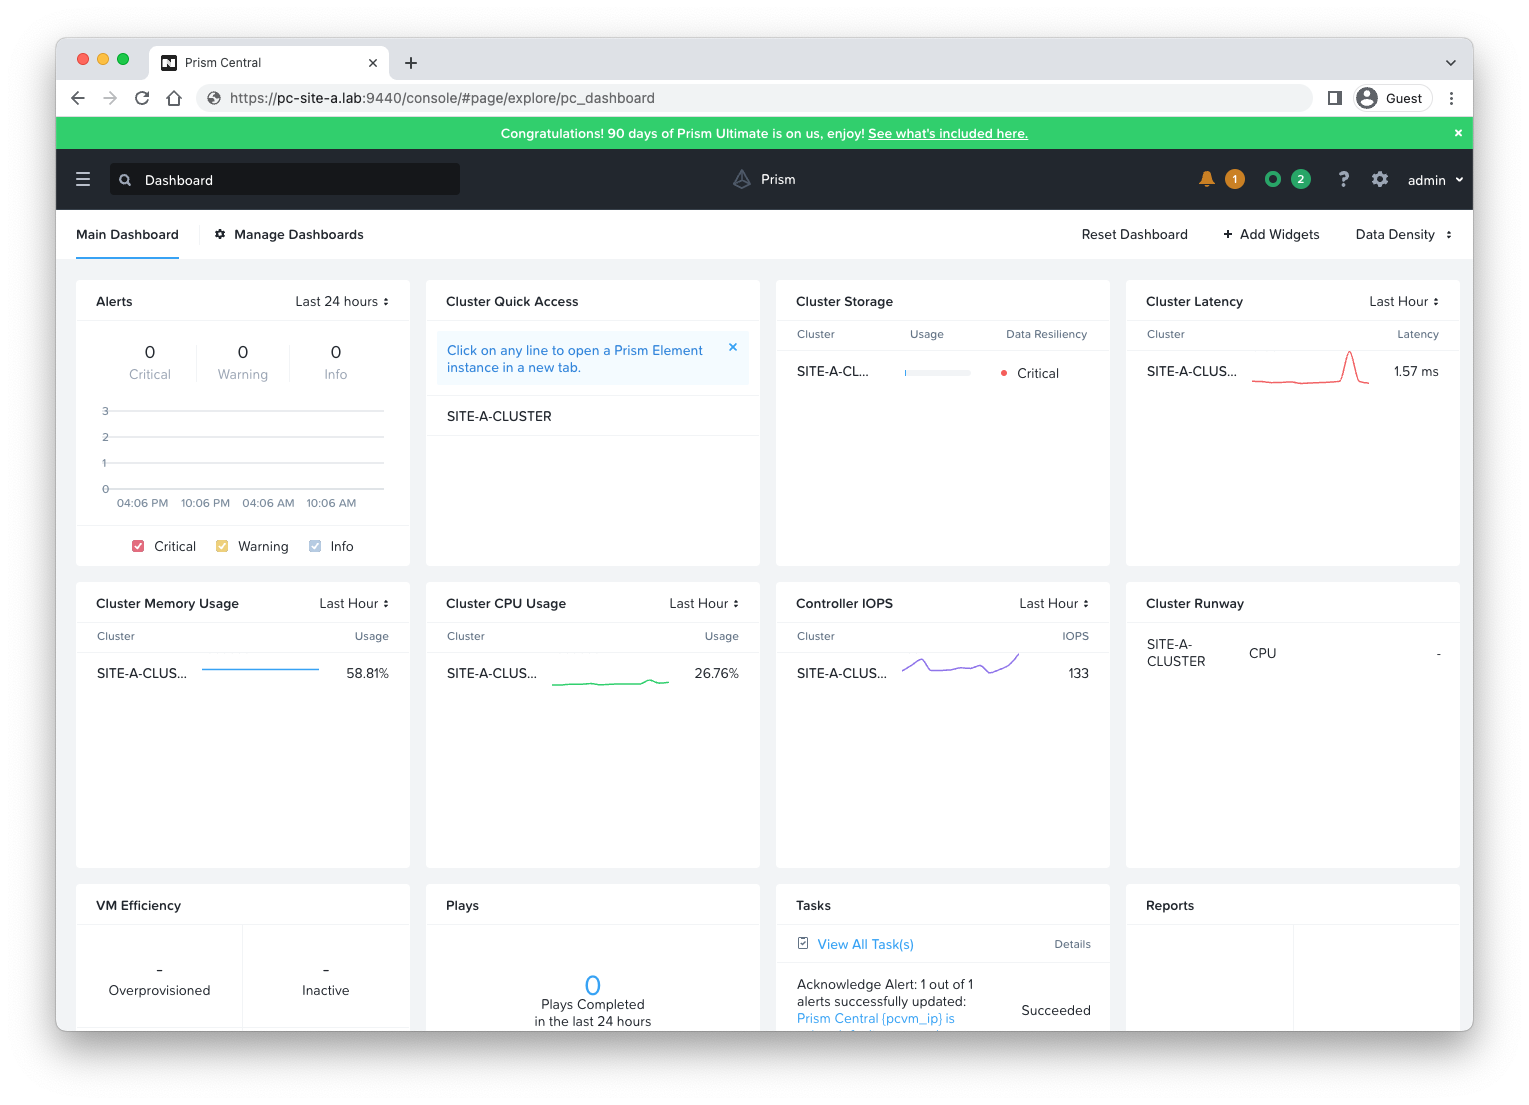 Prism Central
https://pc-site-a.lab:9440/console/#page/explore/pc_dashboard
Guest
Congratulations! 90 days of Prism Ultimate is on us, enjoy! See what's included here.
Dashboard
Prism
1
2
?
admin
Main Dashboard
Manage Dashboards
Reset Dashboard
+ Add Widgets
Data Density
Alerts
Last 24 hours
0
Critical
0
Warning
0
Info
3
2
1
0
04:06 PM 10:06 PM 04:06 AM 10:06 AM
Critical
Warning
Info
Cluster Quick Access
Click on any line to open a Prism Element
instance in a new tab.
SITE-A-CLUSTER
Cluster Storage
Cluster Usage Data Resiliency
SITE-A-CL... Critical
Cluster Latency
Last Hour
Cluster Latency
SITE-A-CLUS... 1.57 ms
Cluster Memory Usage
Last Hour
Cluster Usage
SITE-A-CLUS... 58.81%
Cluster CPU Usage
Last Hour
Cluster Usage
SITE-A-CLUS... 26.76%
Controller IOPS
Last Hour
Cluster IOPS
SITE-A-CLUS... 133
Cluster Runway
SITE-A-
CLUSTER
CPU
-
VM Efficiency
-
Overprovisioned
-
Inactive
Plays
0
Plays Completed
in the last 24 hours
Tasks
View All Task(s)
Details
Acknowledge Alert: 1 out of 1
alerts successfully updated:
Prism Central {pcvm_ip} is
Succeeded
Reports